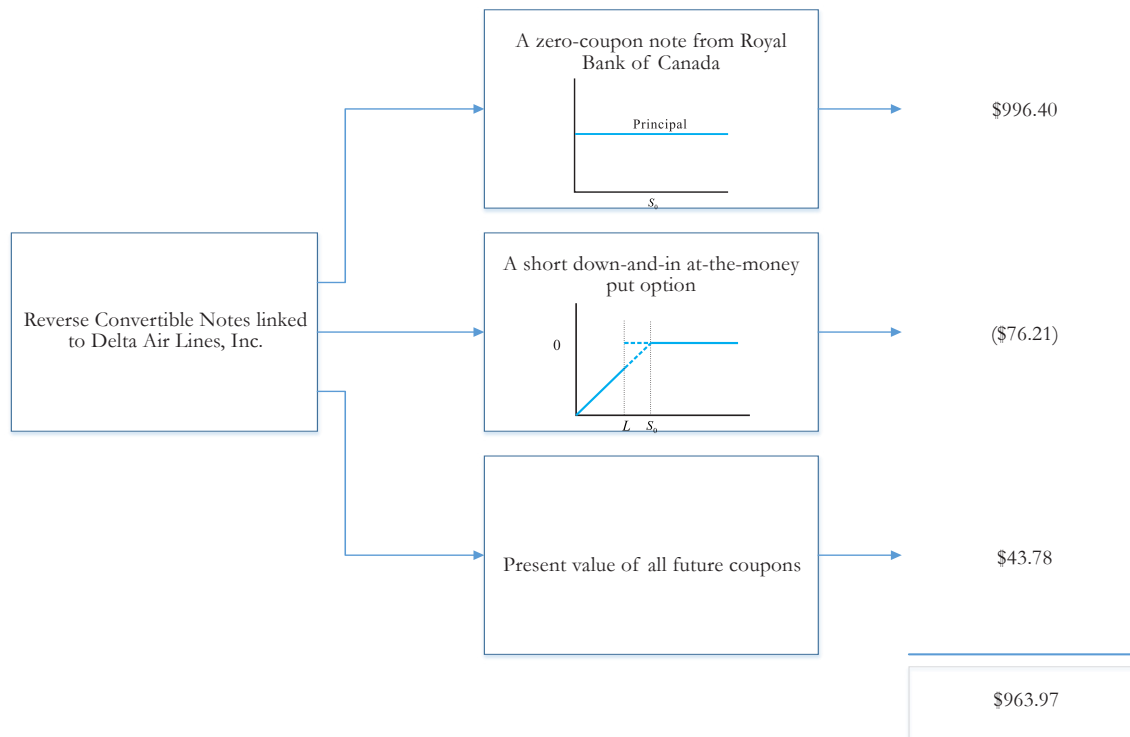 A zero-coupon note from Royal
Bank of Canada
Principal
S₀
$996.40
Reverse Convertible Notes linked
to Delta Air Lines, Inc.
A short down-and-in at-the-money
put option
0
L S₀
($76.21)
Present value of all future coupons
$43.78
$963.97